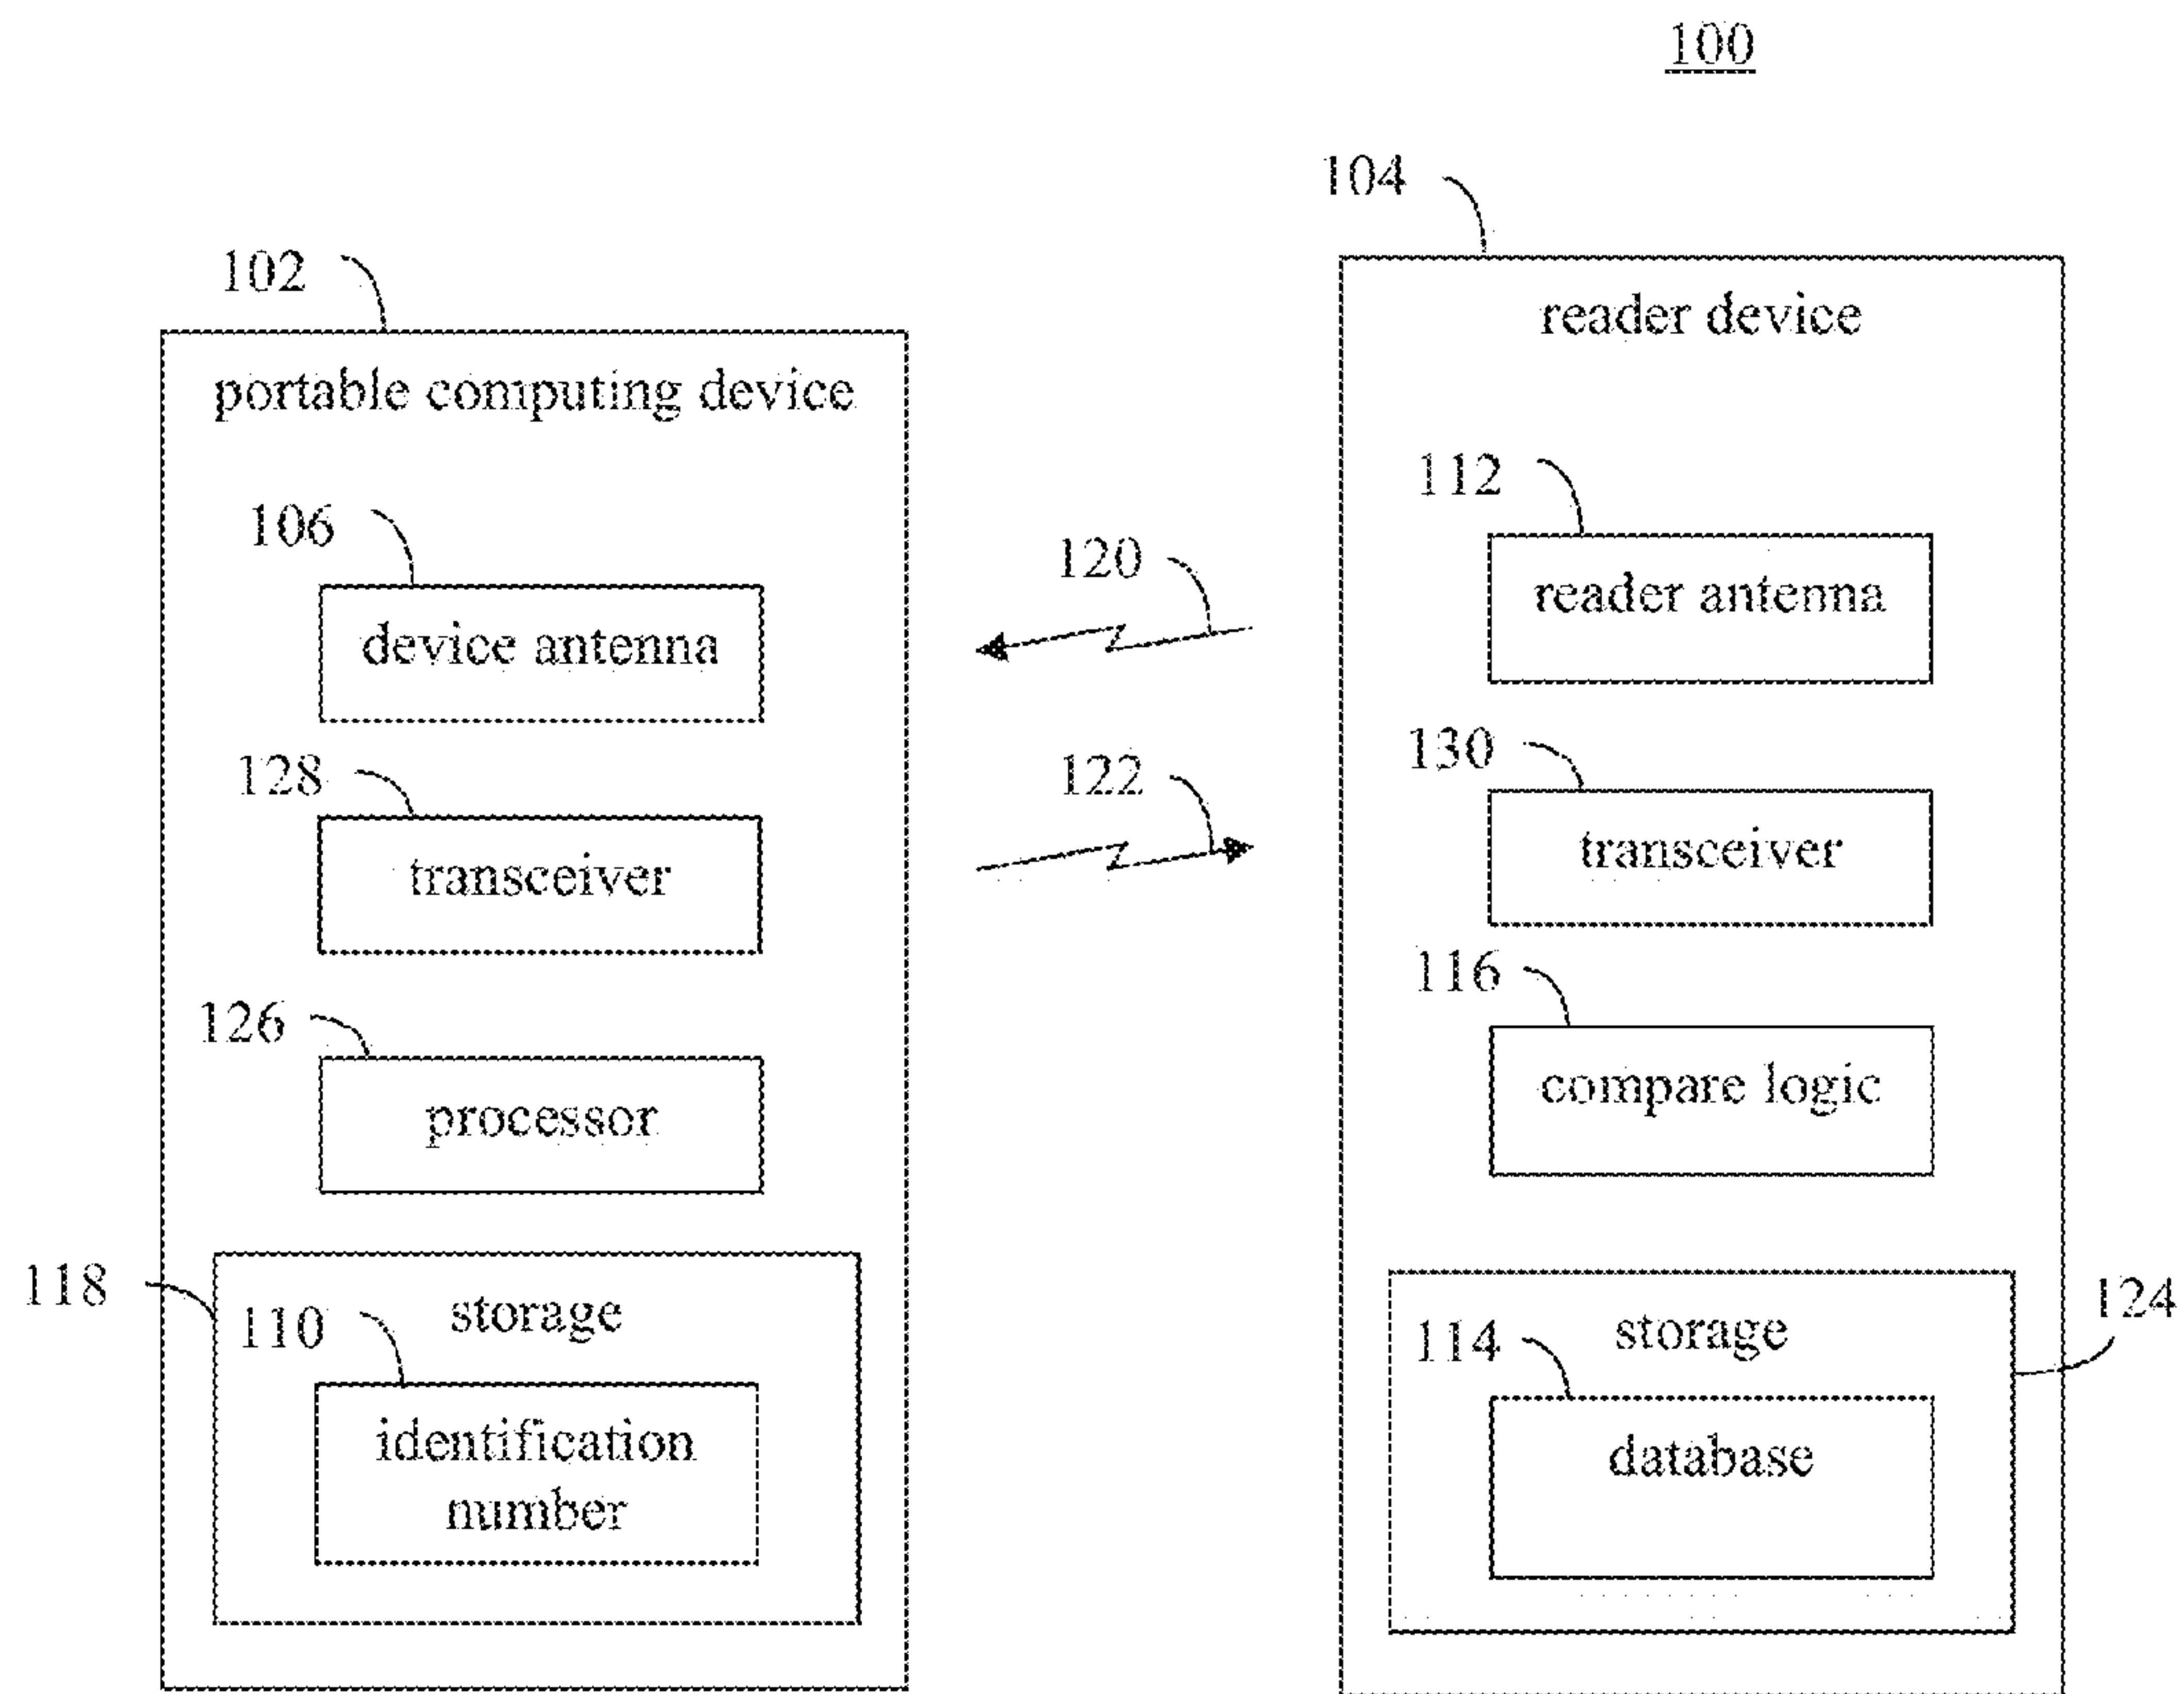 100
104
102
reader device
portable computing device
112
106
120
reader antenna
device antenna
130
128
122
transceiver
transceiver
116
126
compare logic
processor
118
124
storage
storage
110
114
identification
number
database